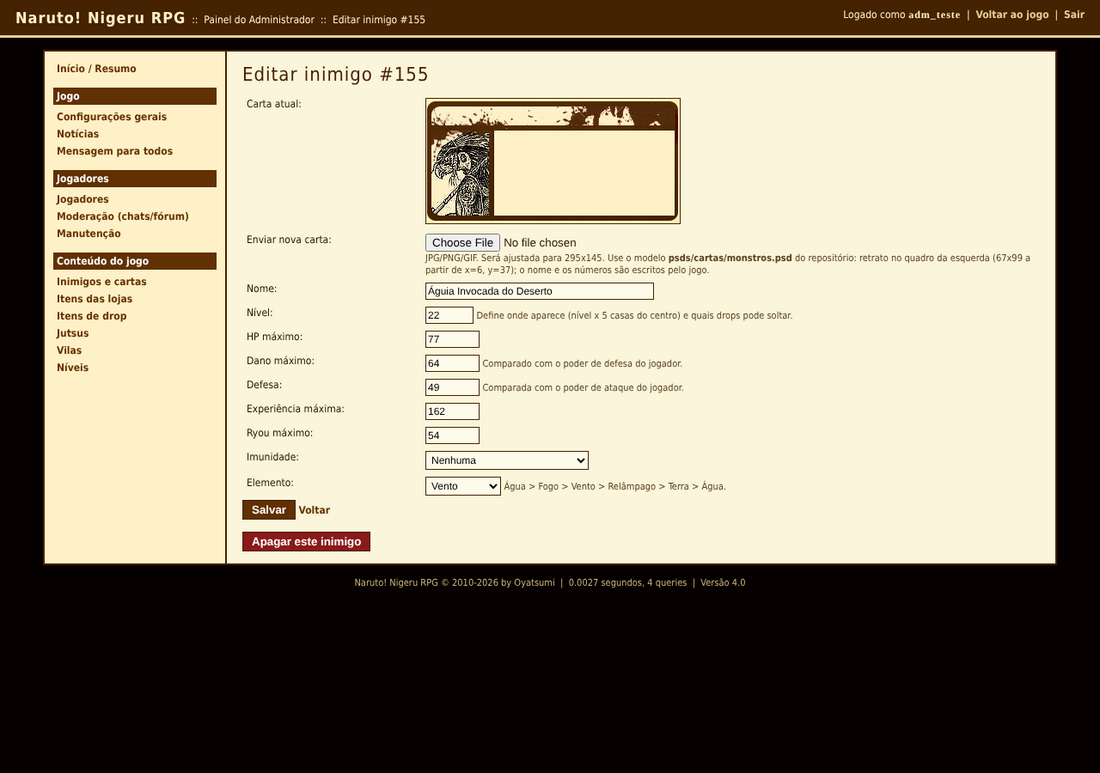 Naruto! Nigeru RPG :: Painel do Administrador :: Editar inimigo #155
Logado como adm_teste | Voltar ao jogo | Sair
Início / Resumo
Jogo
Configurações gerais
Notícias
Mensagem para todos
Jogadores
Jogadores
Moderação (chats/fórum)
Manutenção
Conteúdo do jogo
Inimigos e cartas
Itens das lojas
Itens de drop
Jutsus
Vilas
Níveis
Editar inimigo #155
Carta atual:
Enviar nova carta:
Choose File No file chosen
JPG/PNG/GIF. Será ajustada para 295x145. Use o modelo psds/cartas/monstros.psd do repositório: retrato no quadro da esquerda (67x99 a
partir de x=6, y=37); o nome e os números são escritos pelo jogo.
Nome: Águia Invocada do Deserto
Nível: 22 Define onde aparece (nível x 5 casas do centro) e quais drops pode soltar.
HP máximo: 77
Dano máximo: 64 Comparado com o poder de defesa do jogador.
Defesa: 49 Comparada com o poder de ataque do jogador.
Experiência máxima: 162
Ryou máximo: 54
Imunidade: Nenhuma
Elemento: Vento Água > Fogo > Vento > Relâmpago > Terra > Água.
Salvar Voltar
Apagar este inimigo
Naruto! Nigeru RPG © 2010-2026 by Oyatsumi | 0.0027 segundos, 4 queries | Versão 4.0